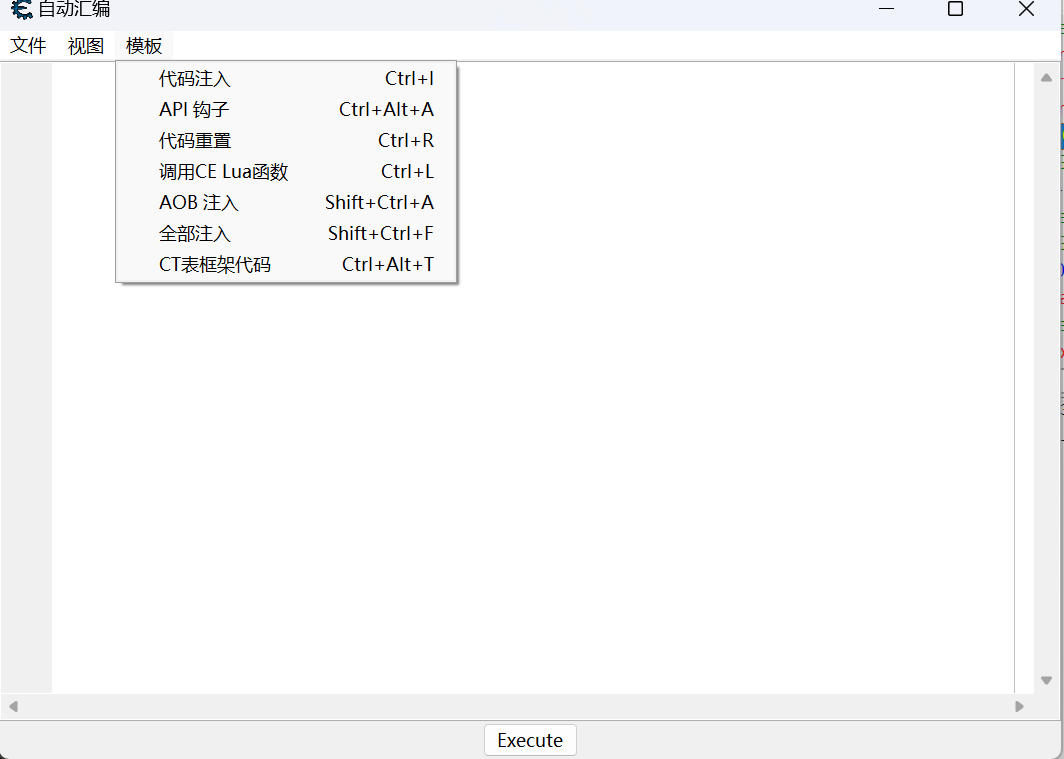 自动汇编
文件 视图 模板
代码注入 Ctrl+I
API 钩子 Ctrl+Alt+A
代码重置 Ctrl+R
调用CE Lua函数 Ctrl+L
AOB 注入 Shift+Ctrl+A
全部注入 Shift+Ctrl+F
CT表框架代码 Ctrl+Alt+T
Execute